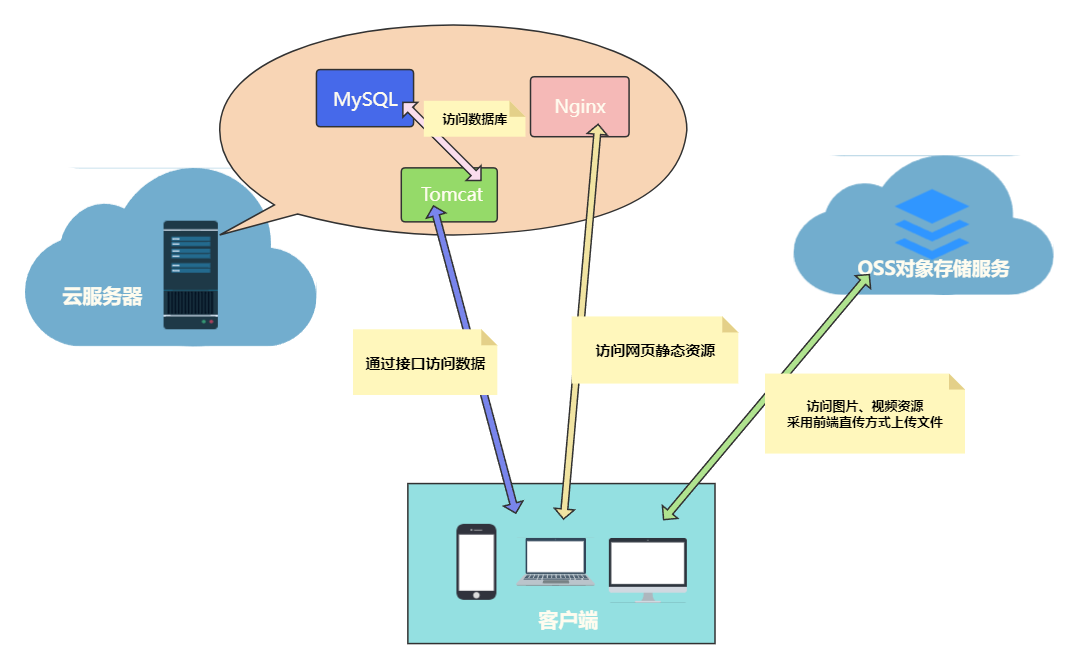 MySQL
Nginx
访问数据库
Tomcat
云服务器
OSS对象存储服务
通过接口访问数据
访问网页静态资源
访问图片、视频资源
采用前端直传方式上传文件
客户端